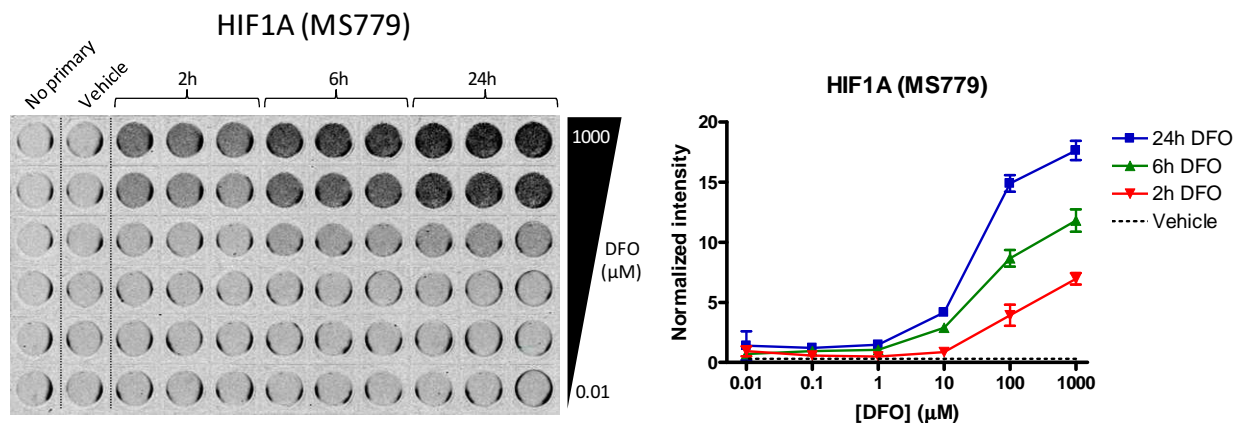 HIF1A (MS779)
No primary
Vehicle
2h
6h
24h
1000
DFO
(µM)
0.01
HIF1A (MS779)
20
15
10
5
0
Normalized intensity
0.01
0.1
1
10
100
1000
[DFO] (µM)
24h DFO
6h DFO
2h DFO
Vehicle